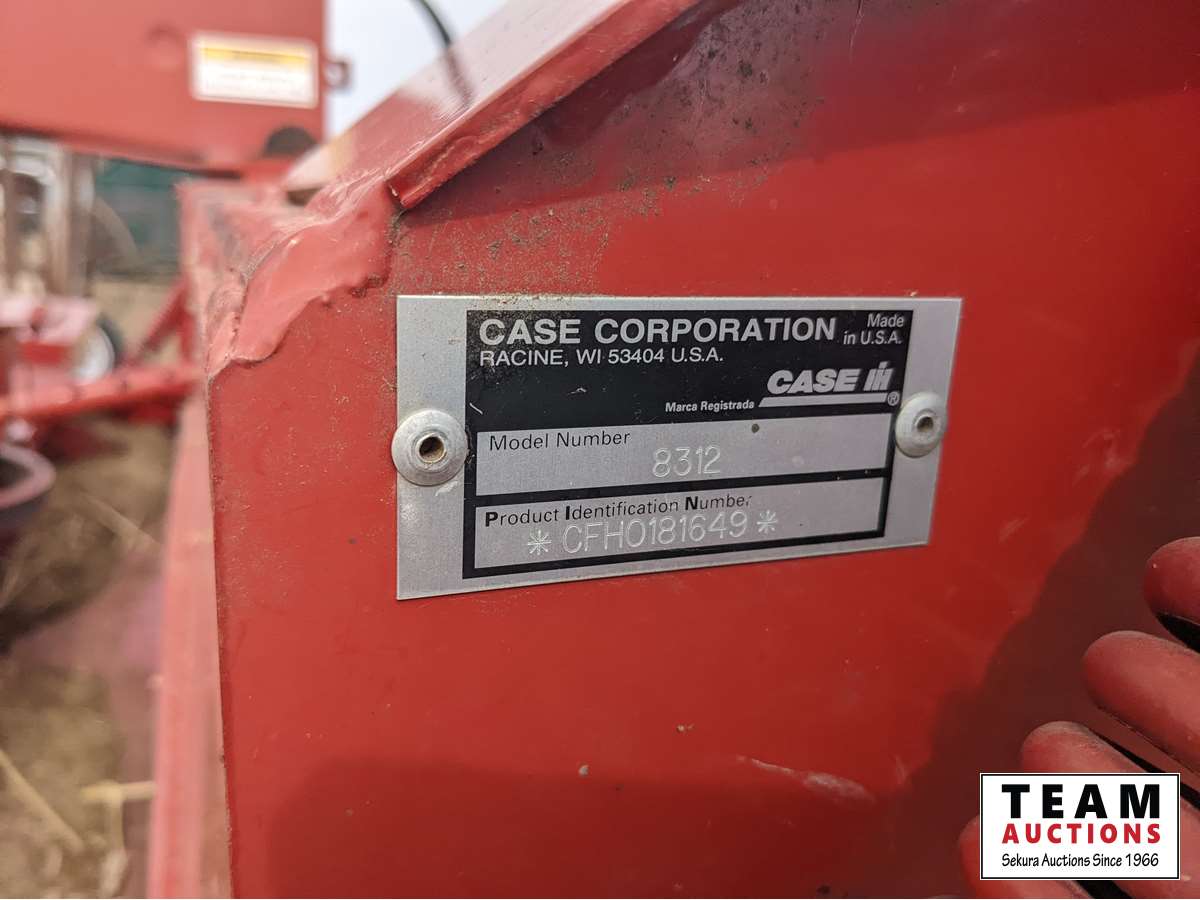 CASE CORPORATION Made
in U.S.A.
RACINE, WI 53404 U.S.A.
CASE IH ®
Marca Registrada
Model Number
8312
Product Identification Number
* CFH0181649 *
TEAM
AUCTIONS
Sekura Auctions Since 1966